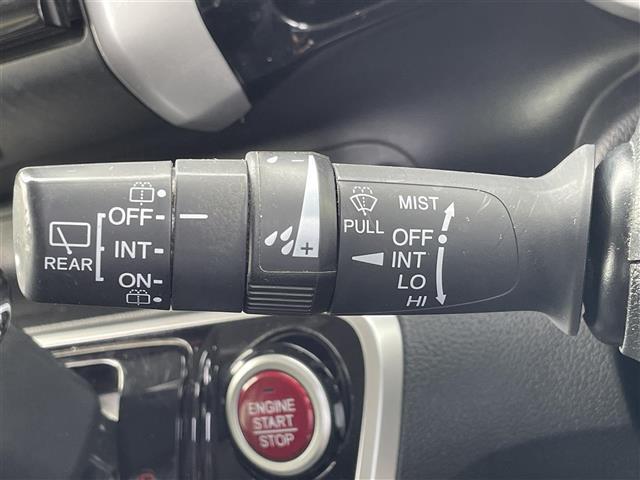 OFF
INT
REAR
ON
MIST
PULL
OFF
INT
LO
HI
ENGINE
START
STOP